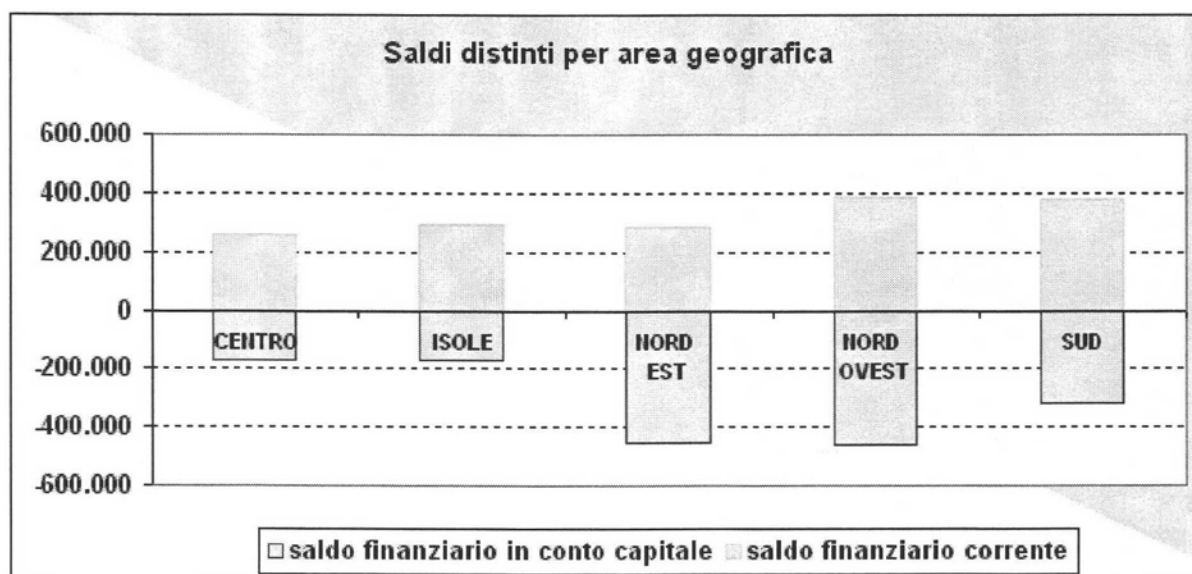 Saldi distinti per area geografica
600.000
400.000
200.000
0
-200.000
-400.000
-600.000
CENTRO
ISOLE
NORD
EST
NORD
OVEST
SUD
saldo finanziario in conto capitale saldo finanziario corrente